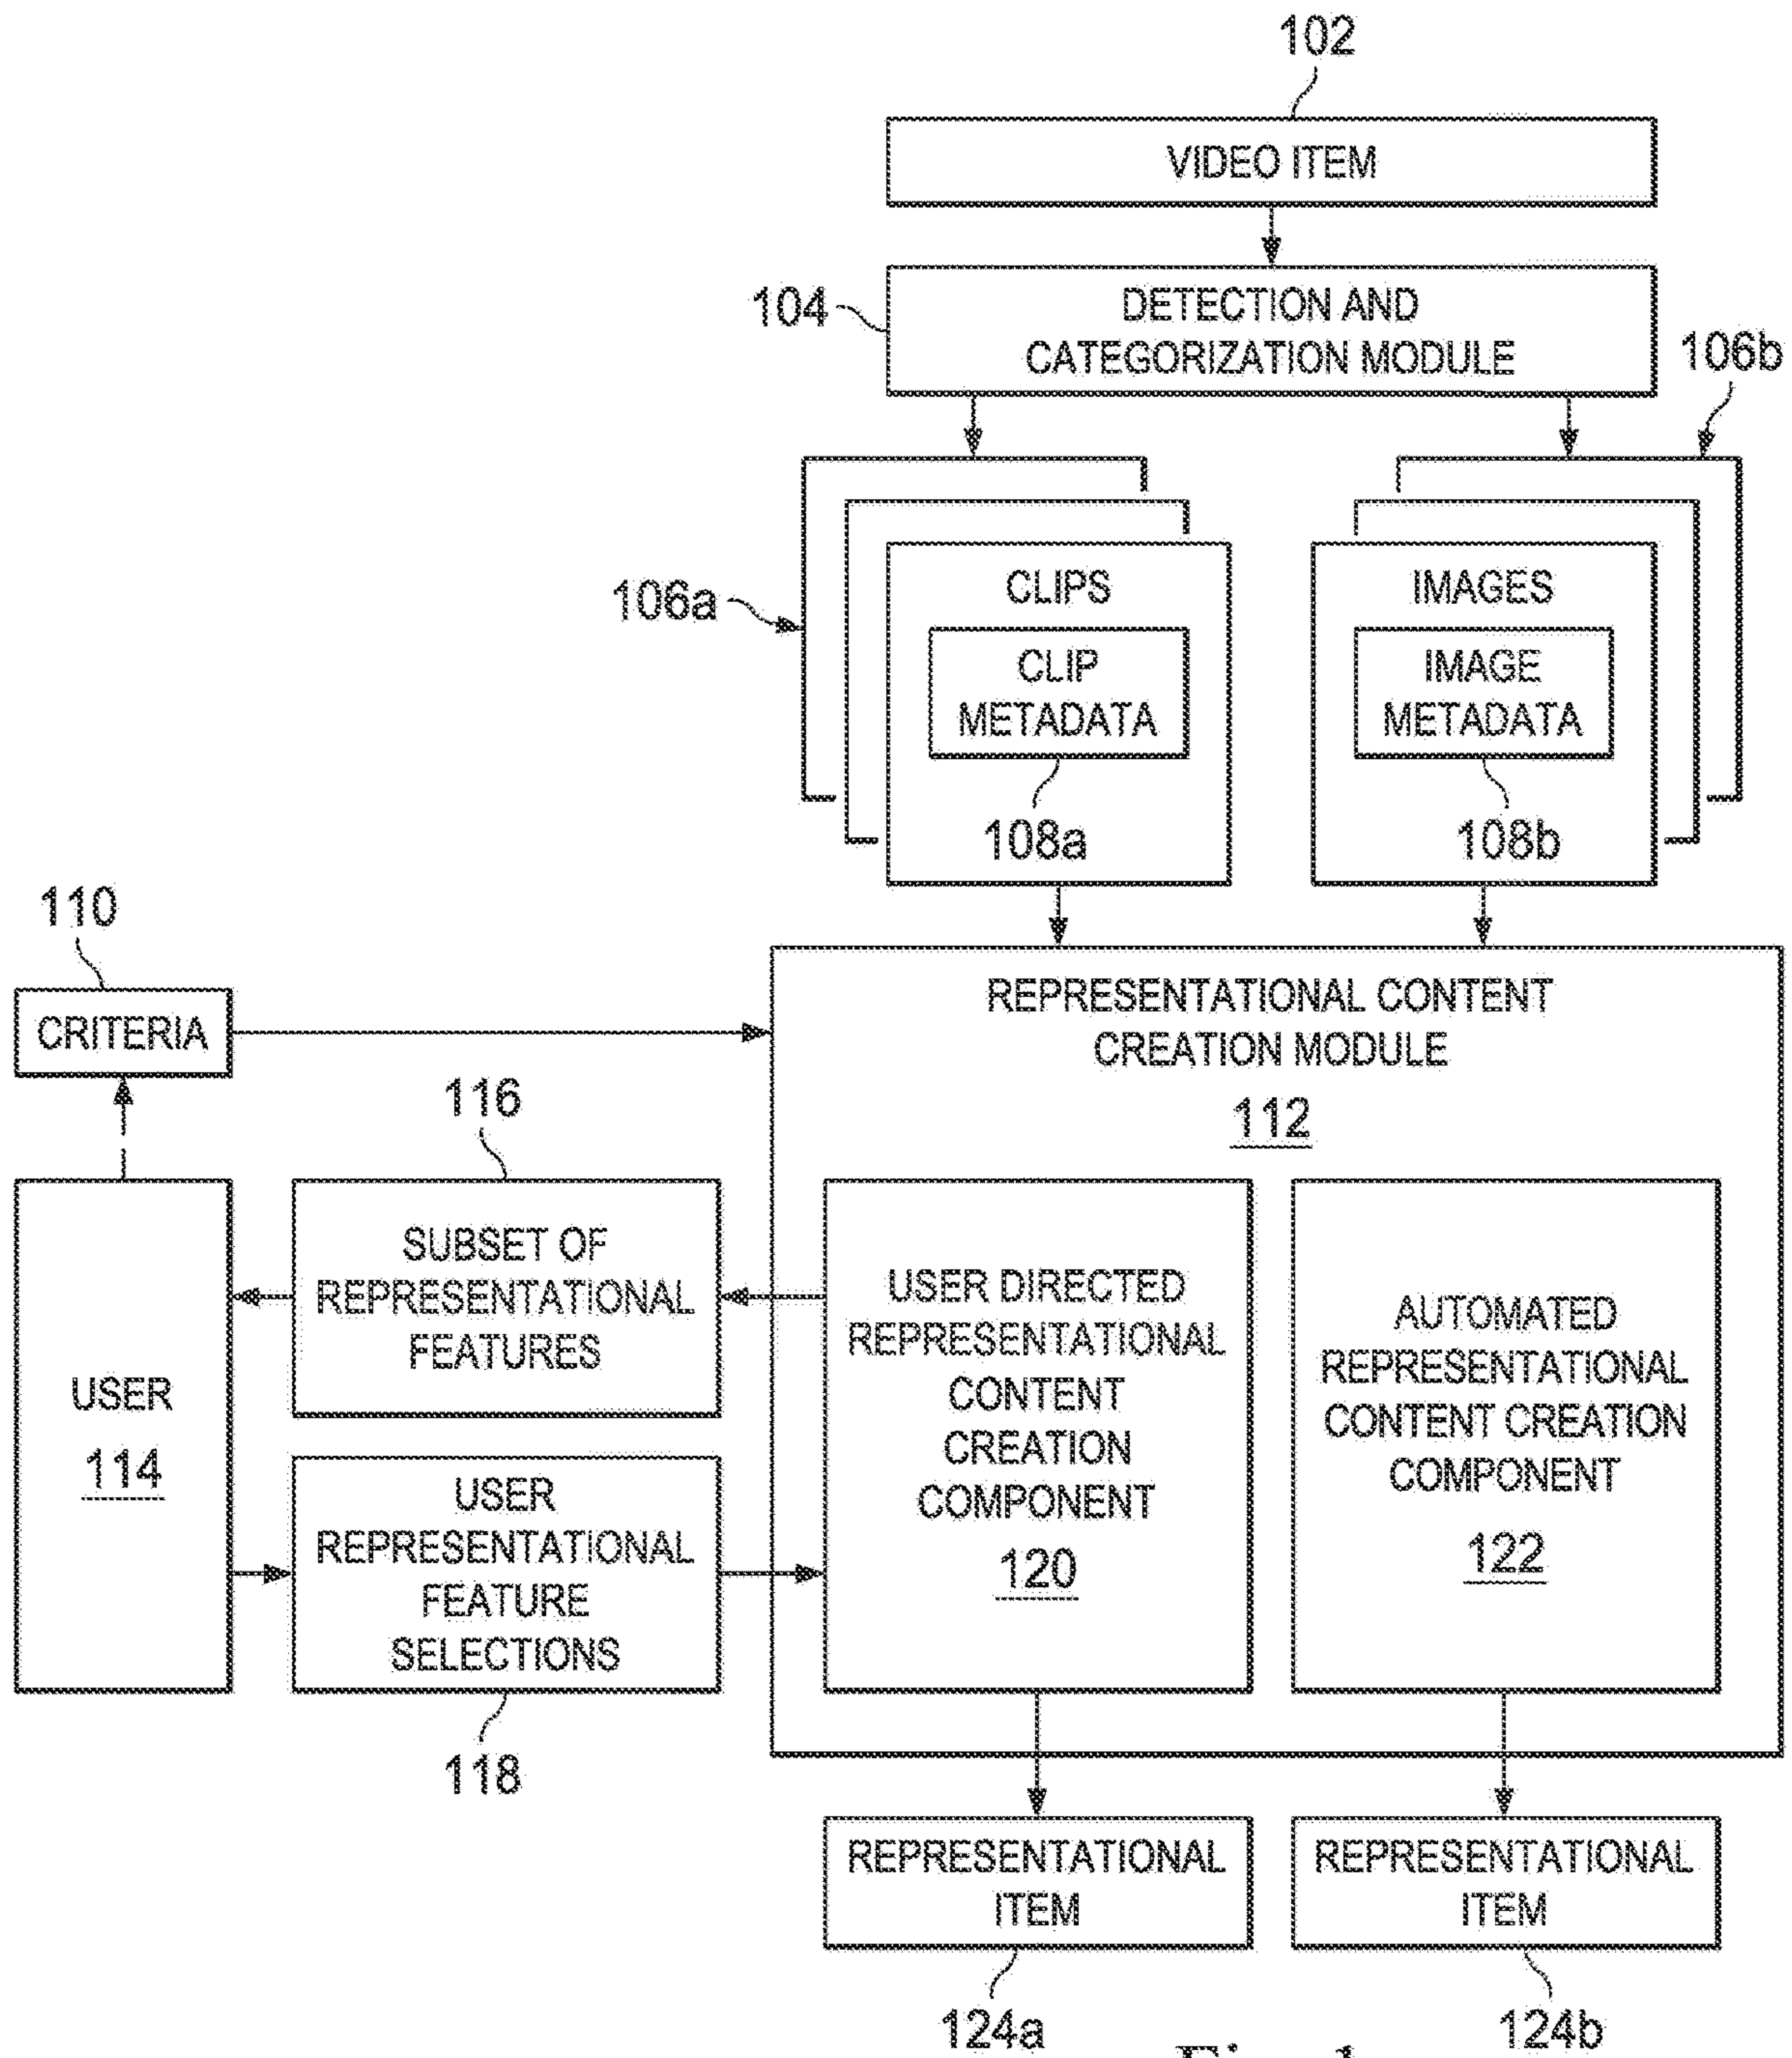 102
VIDEO ITEM
104
DETECTION AND
CATEGORIZATION MODULE
106b
106a
CLIPS
CLIP
METADATA
108a
IMAGES
IMAGE
METADATA
108b
110
CRITERIA
REPRESENTATIONAL CONTENT
CREATION MODULE
112
116
SUBSET OF
REPRESENTATIONAL
FEATURES
USER
114
USER
REPRESENTATIONAL
FEATURE
SELECTIONS
118
USER DIRECTED
REPRESENTATIONAL
CONTENT
CREATION
COMPONENT
120
AUTOMATED
REPRESENTATIONAL
CONTENT CREATION
COMPONENT
122
REPRESENTATIONAL
ITEM
124a
REPRESENTATIONAL
ITEM
124b